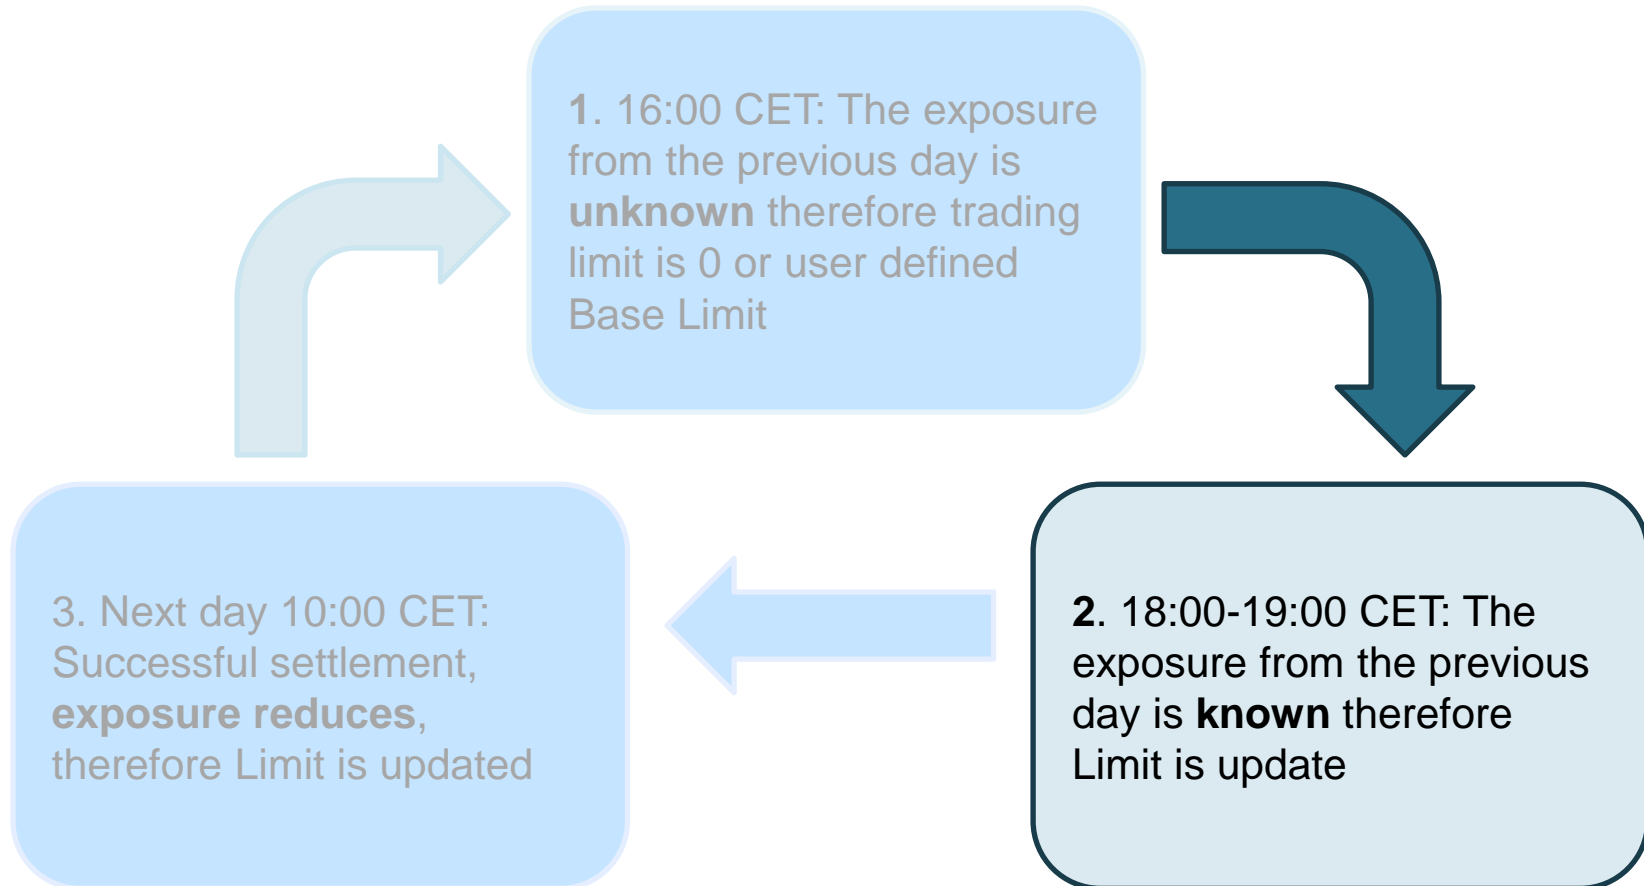 1. 16:00 CET: The exposure
from the previous day is
unknown therefore trading
limit is 0 or user defined
Base Limit
2. 18:00-19:00 CET: The
exposure from the previous
day is known therefore
Limit is update
3. Next day 10:00 CET:
Successful settlement,
exposure reduces,
therefore Limit is updated